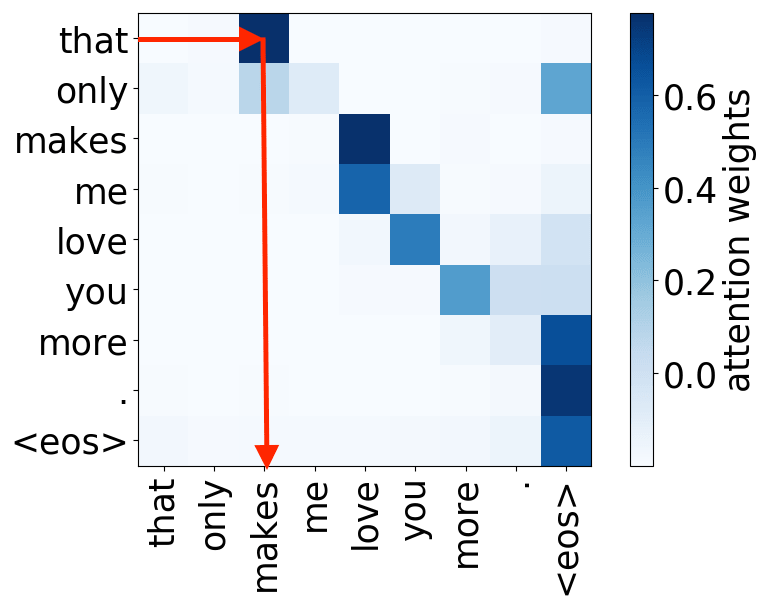 that
only
makes
me
love
you
more
.
<eos>
that
only
makes
me
love
you
more
.
<eos>
0.6
0.4
0.2
0.0
attention weights